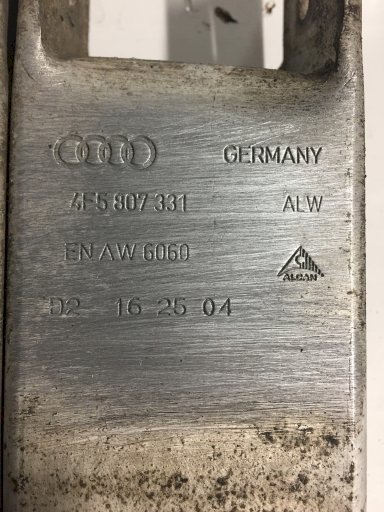 GERMANY
4F5 807 331 ALW
EN AW 6060
ALCAN
D2 16 25 04